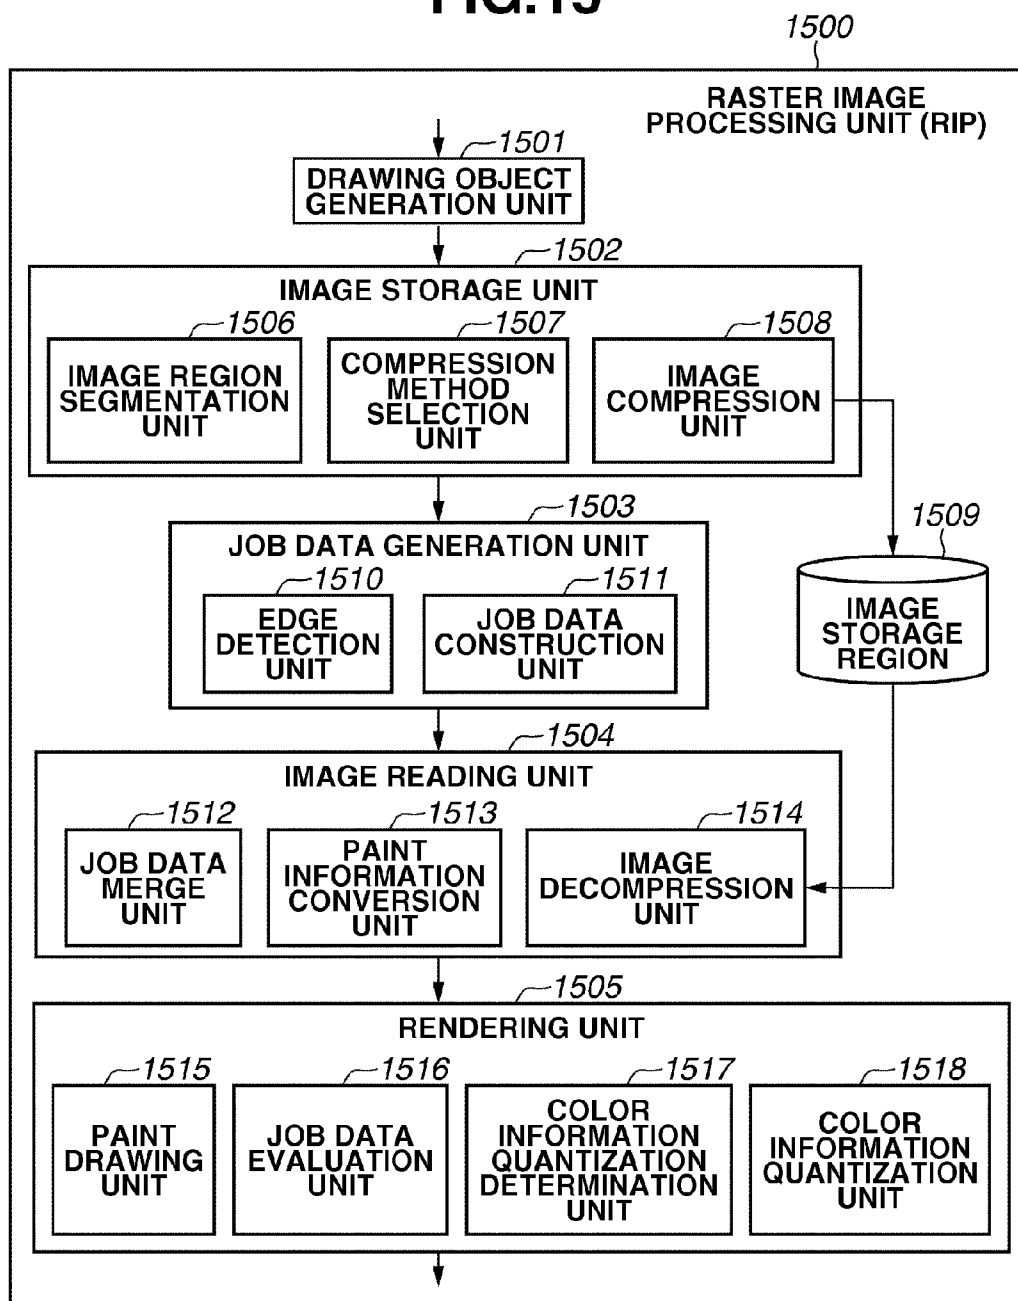 1500
RASTER IMAGE
PROCESSING UNIT (RIP)
1501
DRAWING OBJECT
GENERATION UNIT
1502
IMAGE STORAGE UNIT
1506
IMAGE REGION
SEGMENTATION
UNIT
1507
COMPRESSION
METHOD
SELECTION
UNIT
1508
IMAGE
COMPRESSION
UNIT
1503
JOB DATA GENERATION UNIT
1510
EDGE
DETECTION
UNIT
1511
JOB DATA
CONSTRUCTION
UNIT
1509
IMAGE
STORAGE
REGION
1504
IMAGE READING UNIT
1512
JOB DATA
MERGE
UNIT
1513
PAINT
INFORMATION
CONVERSION
UNIT
1514
IMAGE
DECOMPRESSION
UNIT
1505
RENDERING UNIT
1515
PAINT
DRAWING
UNIT
1516
JOB DATA
EVALUATION
UNIT
1517
COLOR
INFORMATION
QUANTIZATION
DETERMINATION
UNIT
1518
COLOR
INFORMATION
QUANTIZATION
UNIT